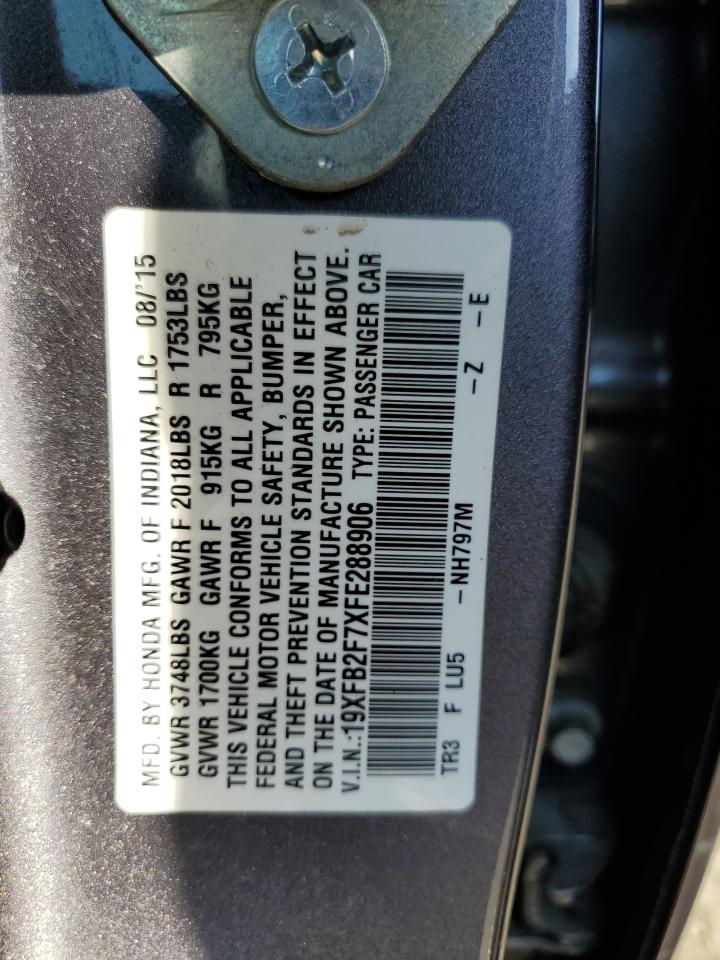 MFD. BY HONDA MFG. OF INDIANA, LLC 08/'15
GVWR 3748LBS GAWR F 2018LBS R 1753LBS
GVWR 1700KG GAWR F 915KG R 795KG
THIS VEHICLE CONFORMS TO ALL APPLICABLE
FEDERAL MOTOR VEHICLE SAFETY, BUMPER,
AND THEFT PREVENTION STANDARDS IN EFFECT
ON THE DATE OF MANUFACTURE SHOWN ABOVE.
V.I.N.:19XFB2F7XFE288906 TYPE: PASSENGER CAR
TR3 F LU5 -NH797M -Z -E